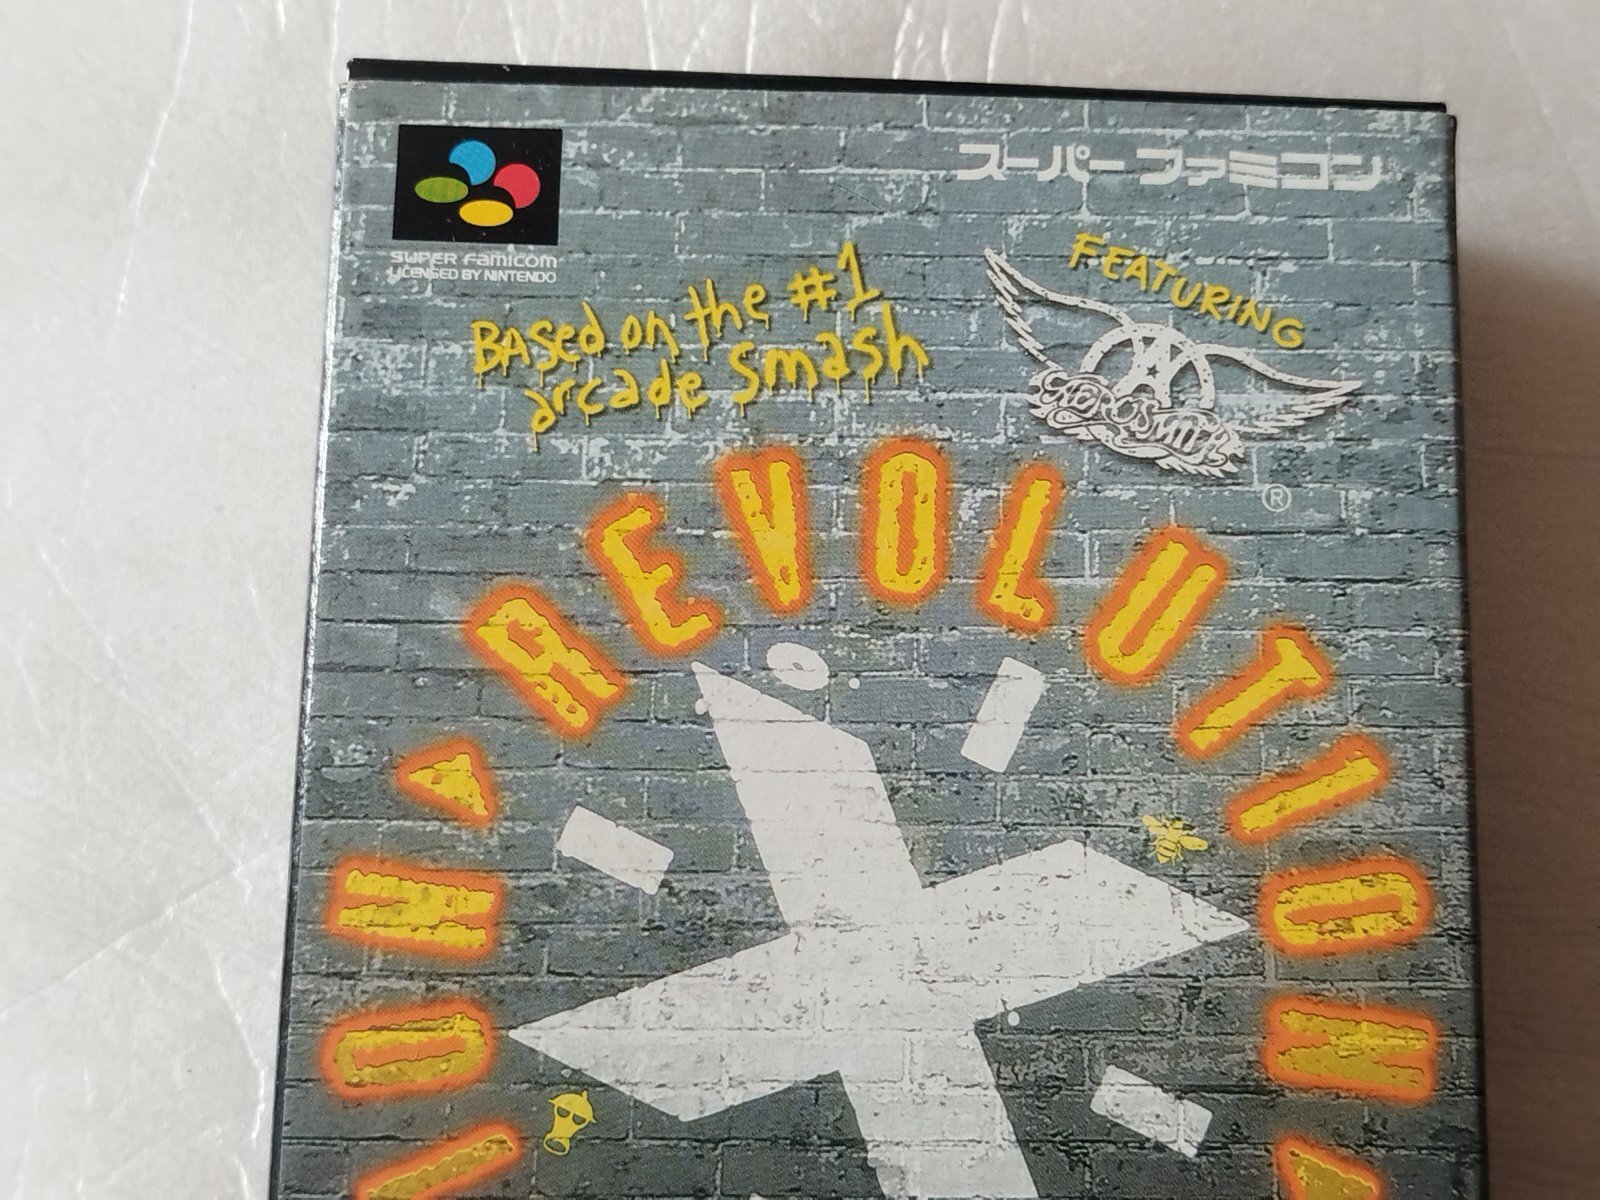 スーパーファミコン®
SUPER FAMICOM
LICENSED BY NINTENDO
Based on the #1
arcade smash
FEATURING
AEROSMITH
®
REVOLUTION
ION